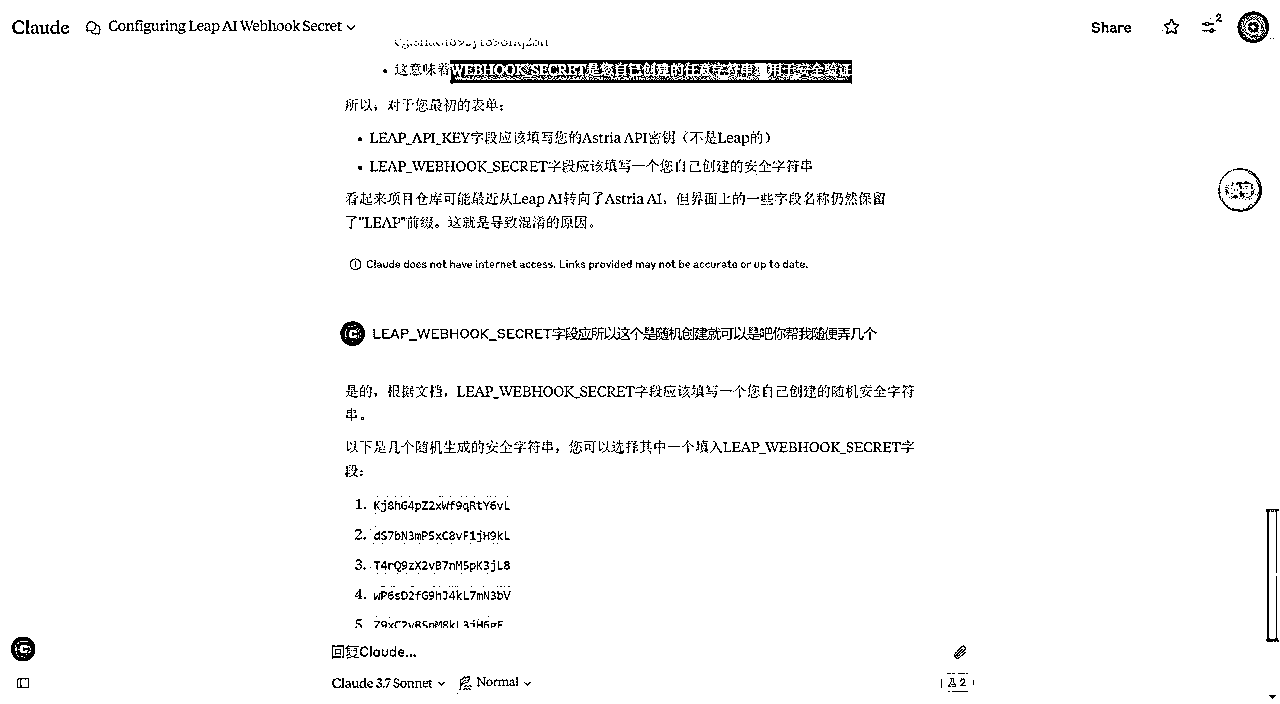 Claude
Configuring Leap AI Webhook Secret
Share
2
这意味着WEBHOOK_SECRET是您自己创建的任意字符串,用于安全验证
所以，对于您最初的表单：
LEAP_API_KEY字段应该填写您的Astria API密钥（不是Leap的）
LEAP_WEBHOOK_SECRET字段应该填写一个您自己创建的安全字符串
看起来项目仓库可能最近从Leap AI转向了Astria AI，但界面上的一些字段名称仍然保留
了"LEAP"前缀。这就是导致混淆的原因。
Claude does not have internet access. Links provided may not be accurate or up to date.
LEAP_WEBHOOK_SECRET字段应所以这个是随机创建就可以是吧你帮我随便弄几个
是的，根据文档，LEAP_WEBHOOK_SECRET字段应该填写一个您自己创建的随机安全字符
串。
以下是几个随机生成的安全字符串，您可以选择其中一个填入LEAP_WEBHOOK_SECRET字
段：
1. Kj8hG4pZ2xWf9qRtY6vL
2. dS7bN3mP5xC8vF1jH9kL
3. T4rQ9zX2vB7nM5pK3jL8
4. wP6sD2fG9hJ4kL7mN3bV
5.
回复Claude...
Claude 3.7 Sonnet
Normal
2